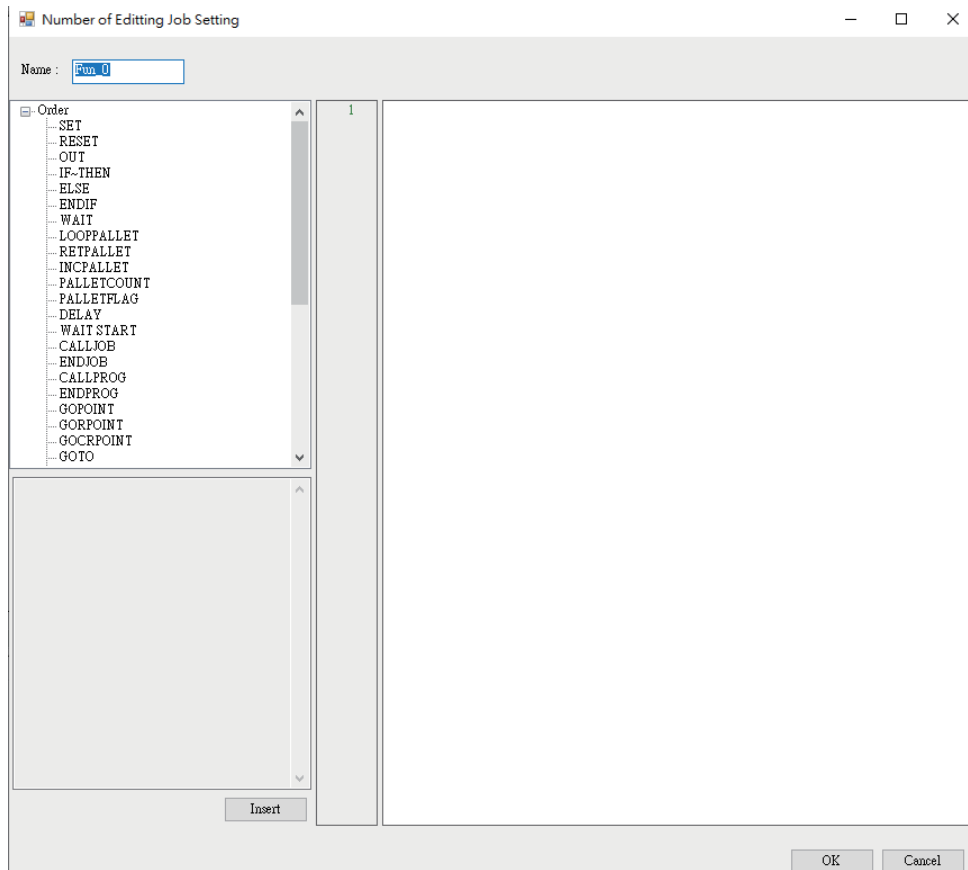 Number of Editting Job Setting
Name : Fun_0
Order
SET
RESET
OUT
IF~THEN
ELSE
ENDIF
WAIT
LOOPPALLET
RETPALLET
INCPALLET
PALLETCOUNT
PALLETFLAG
DELAY
WAIT START
CALLJOB
ENDJOB
CALLPROG
ENDPROG
GOPOINT
GORPOINT
GOCRPOINT
GOTO
1
Insert
OK Cancel